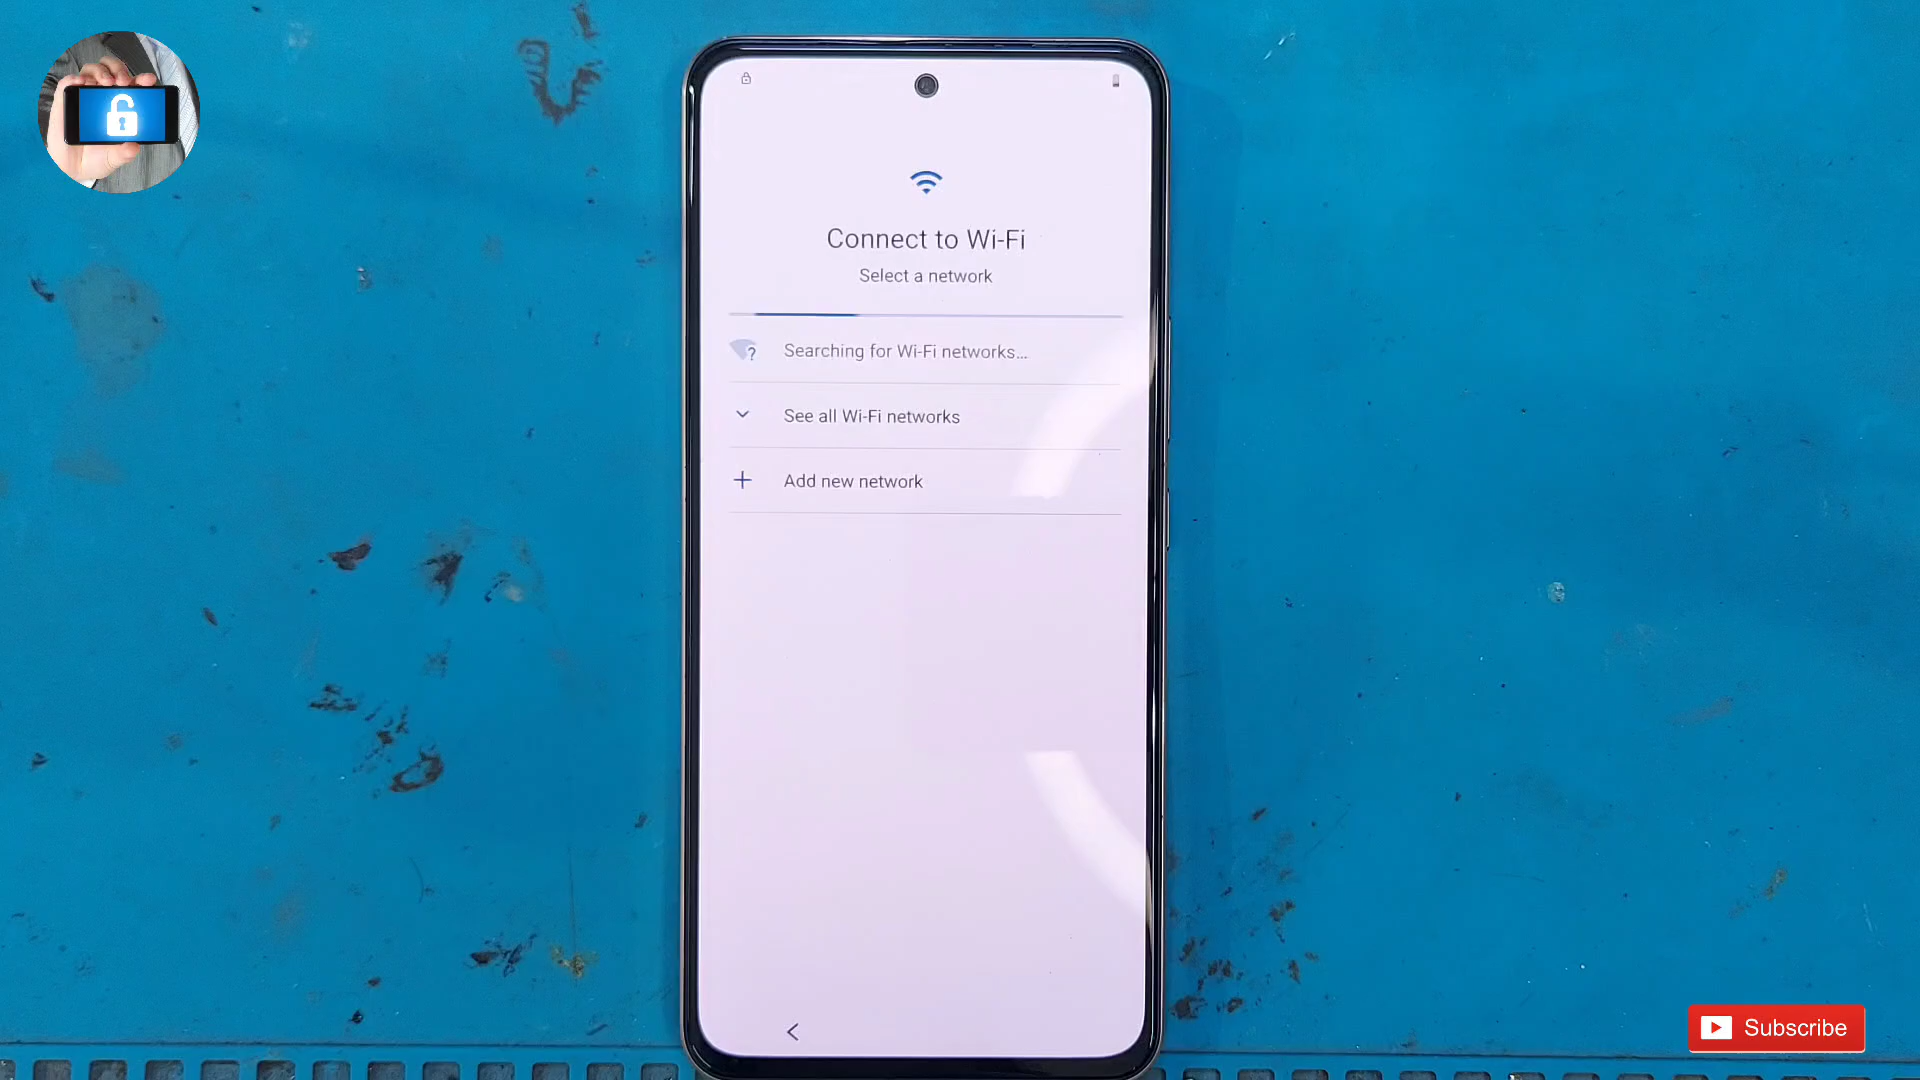 Connect to Wi-Fi
Select a network
Searching for Wi-Fi networks...
See all Wi-Fi networks
Add new network
Subscribe